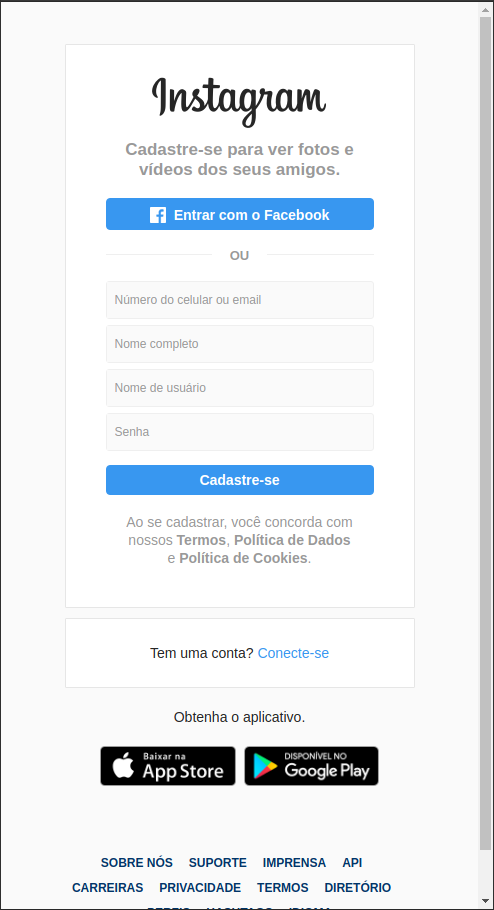 Instagram
Cadastre-se para ver fotos e
vídeos dos seus amigos.
Entrar com o Facebook
OU
Número do celular ou email
Nome completo
Nome de usuário
Senha
Cadastre-se
Ao se cadastrar, você concorda com
nossos Termos, Política de Dados
e Política de Cookies.
Tem uma conta? Conecte-se
Obtenha o aplicativo.
Baixar na
App Store
DISPONÍVEL NO
Google Play
SOBRE NÓS SUPORTE IMPRENSA API
CARREIRAS PRIVACIDADE TERMOS DIRETÓRIO